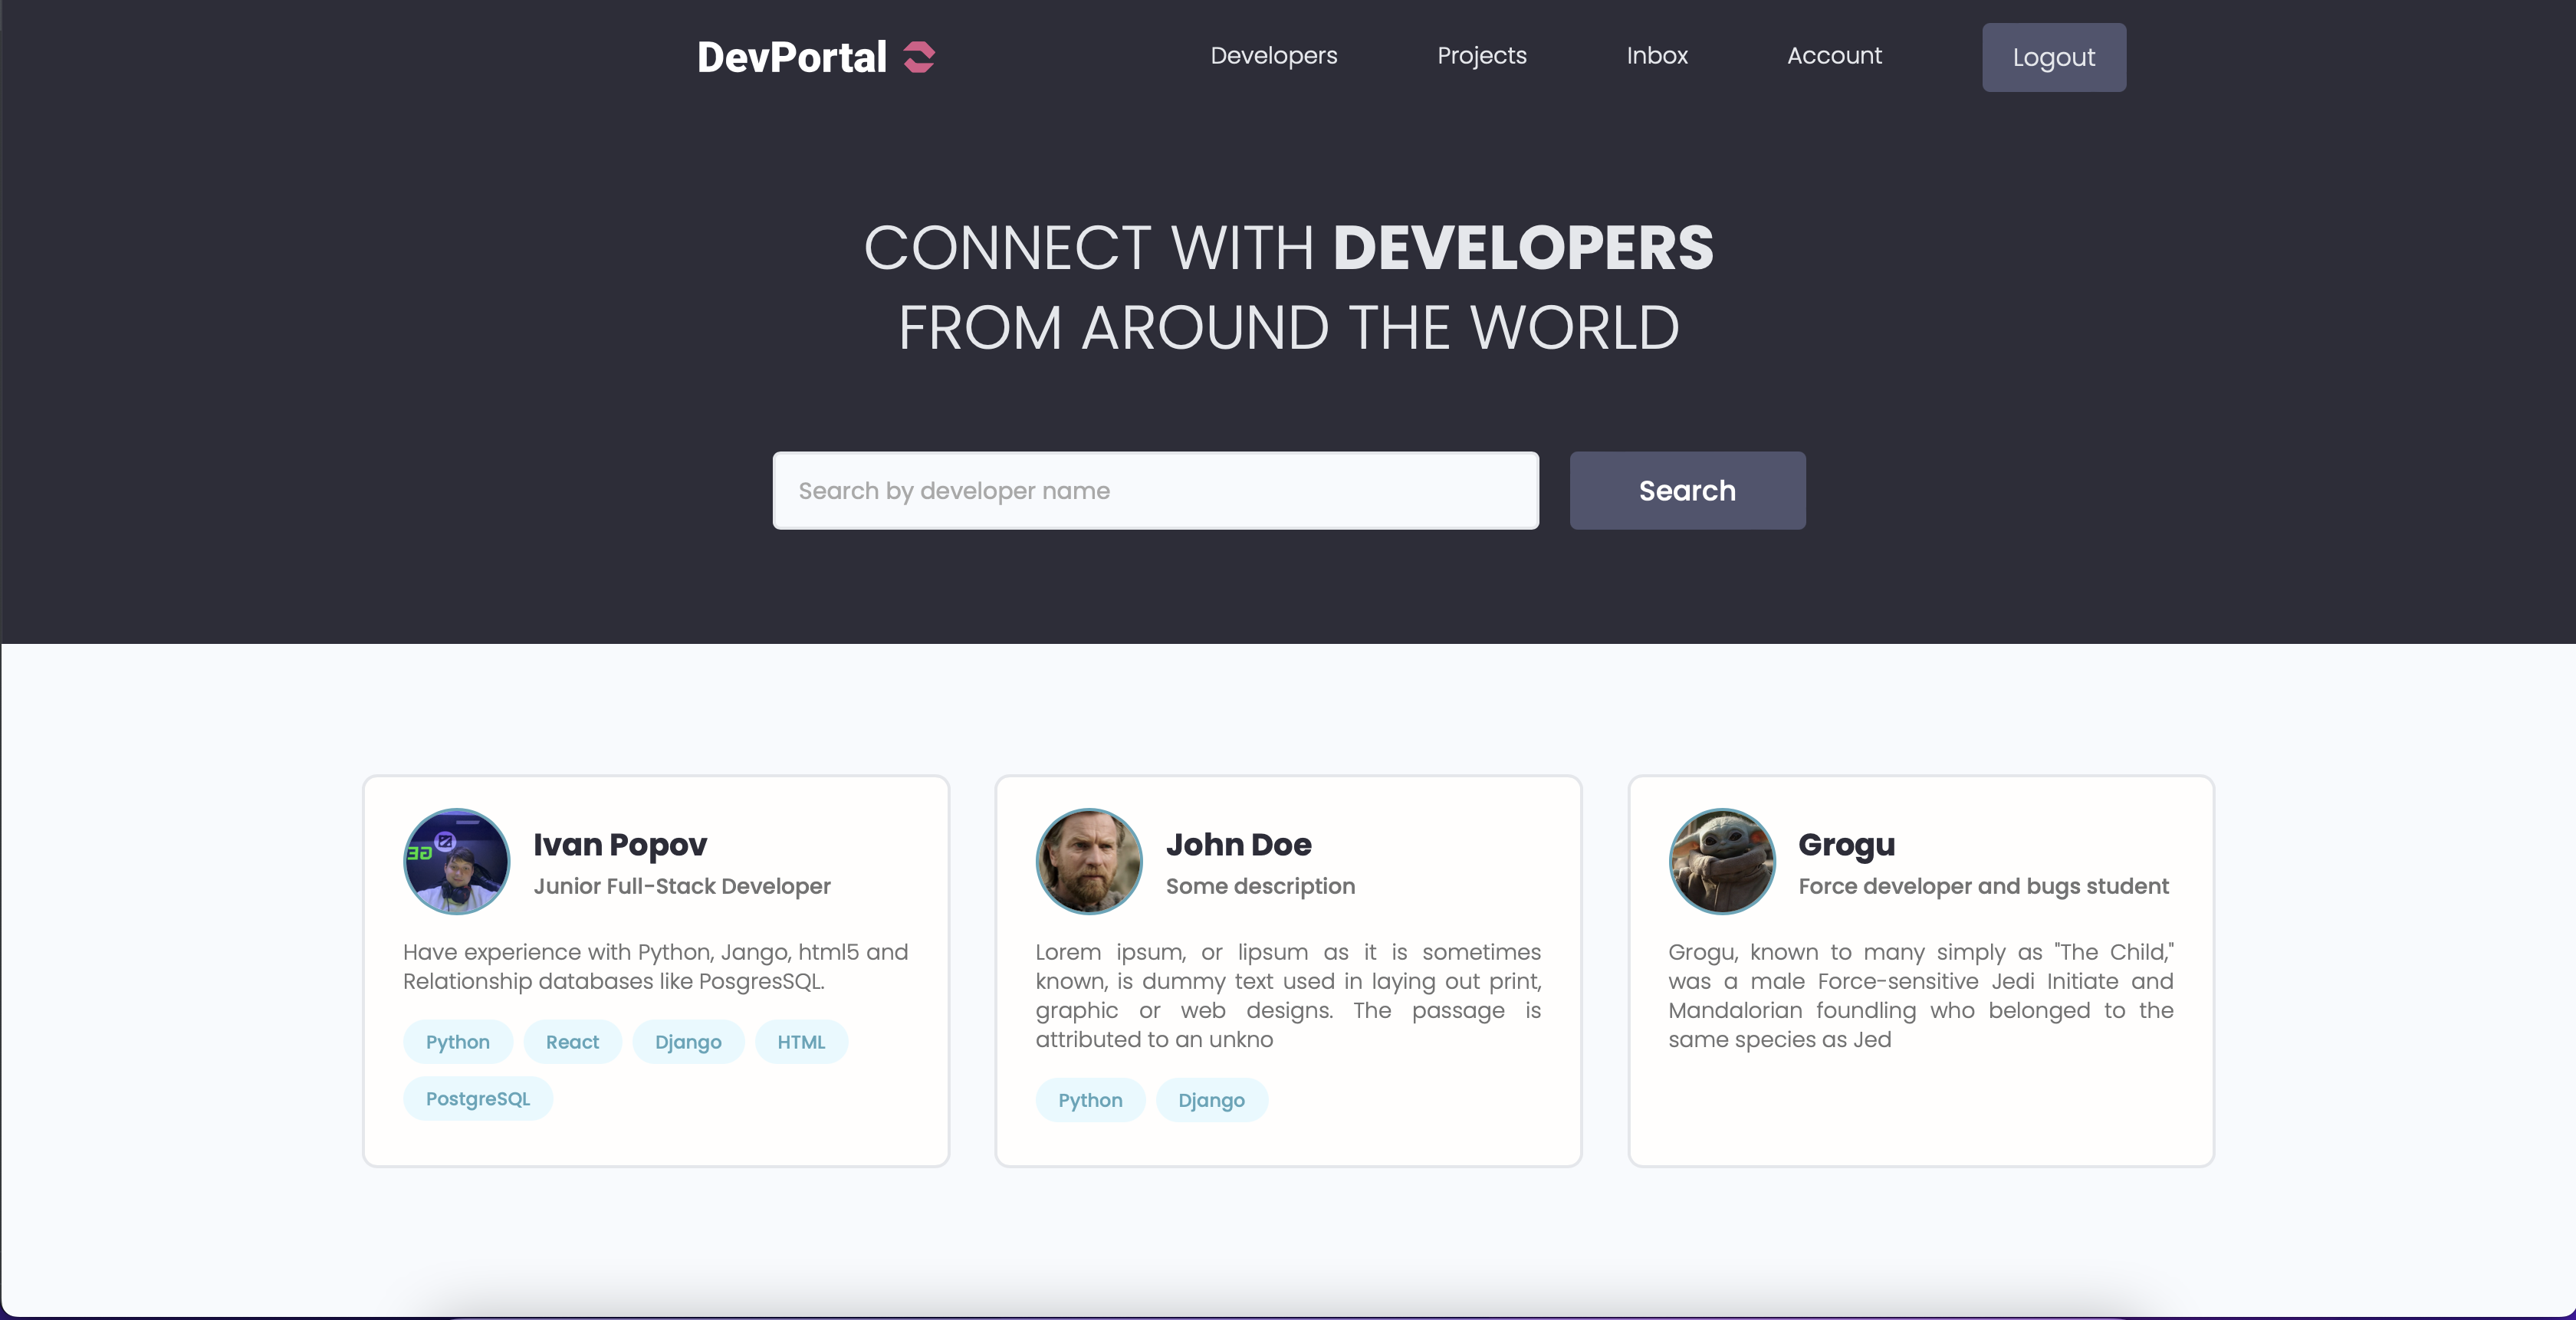 DevPortal
Developers
Projects
Inbox
Account
Logout
CONNECT WITH DEVELOPERS
FROM AROUND THE WORLD
Search by developer name
Search
Ivan Popov
Junior Full-Stack Developer
Have experience with Python, Jango, html5 and
Relationship databases like PosgresSQL.
Python
React
Django
HTML
PostgreSQL
John Doe
Some description
Lorem ipsum, or lipsum as it is sometimes
known, is dummy text used in laying out print,
graphic or web designs. The passage is
attributed to an unkno
Python
Django
Grogu
Force developer and bugs student
Grogu, known to many simply as "The Child,"
was a male Force-sensitive Jedi Initiate and
Mandalorian foundling who belonged to the
same species as Jed